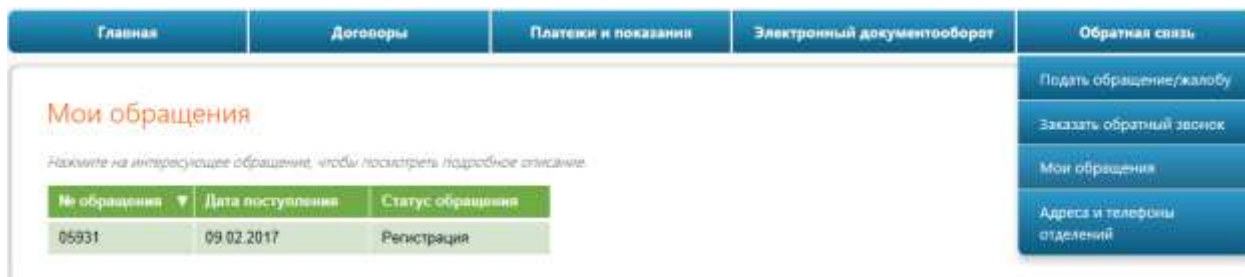 Главная Договоры Платежи и показания Электронный документооборот Обратная связь
Подать обращение/жалобу
Заказать обратный звонок
Мои обращения
Адреса и телефоны
отделений
Мои обращения
Нажмите на интересующее обращение, чтобы посмотреть подробное описание.
№ обращения ▼ Дата поступления Статус обращения
05931 09.02.2017 Регистрация